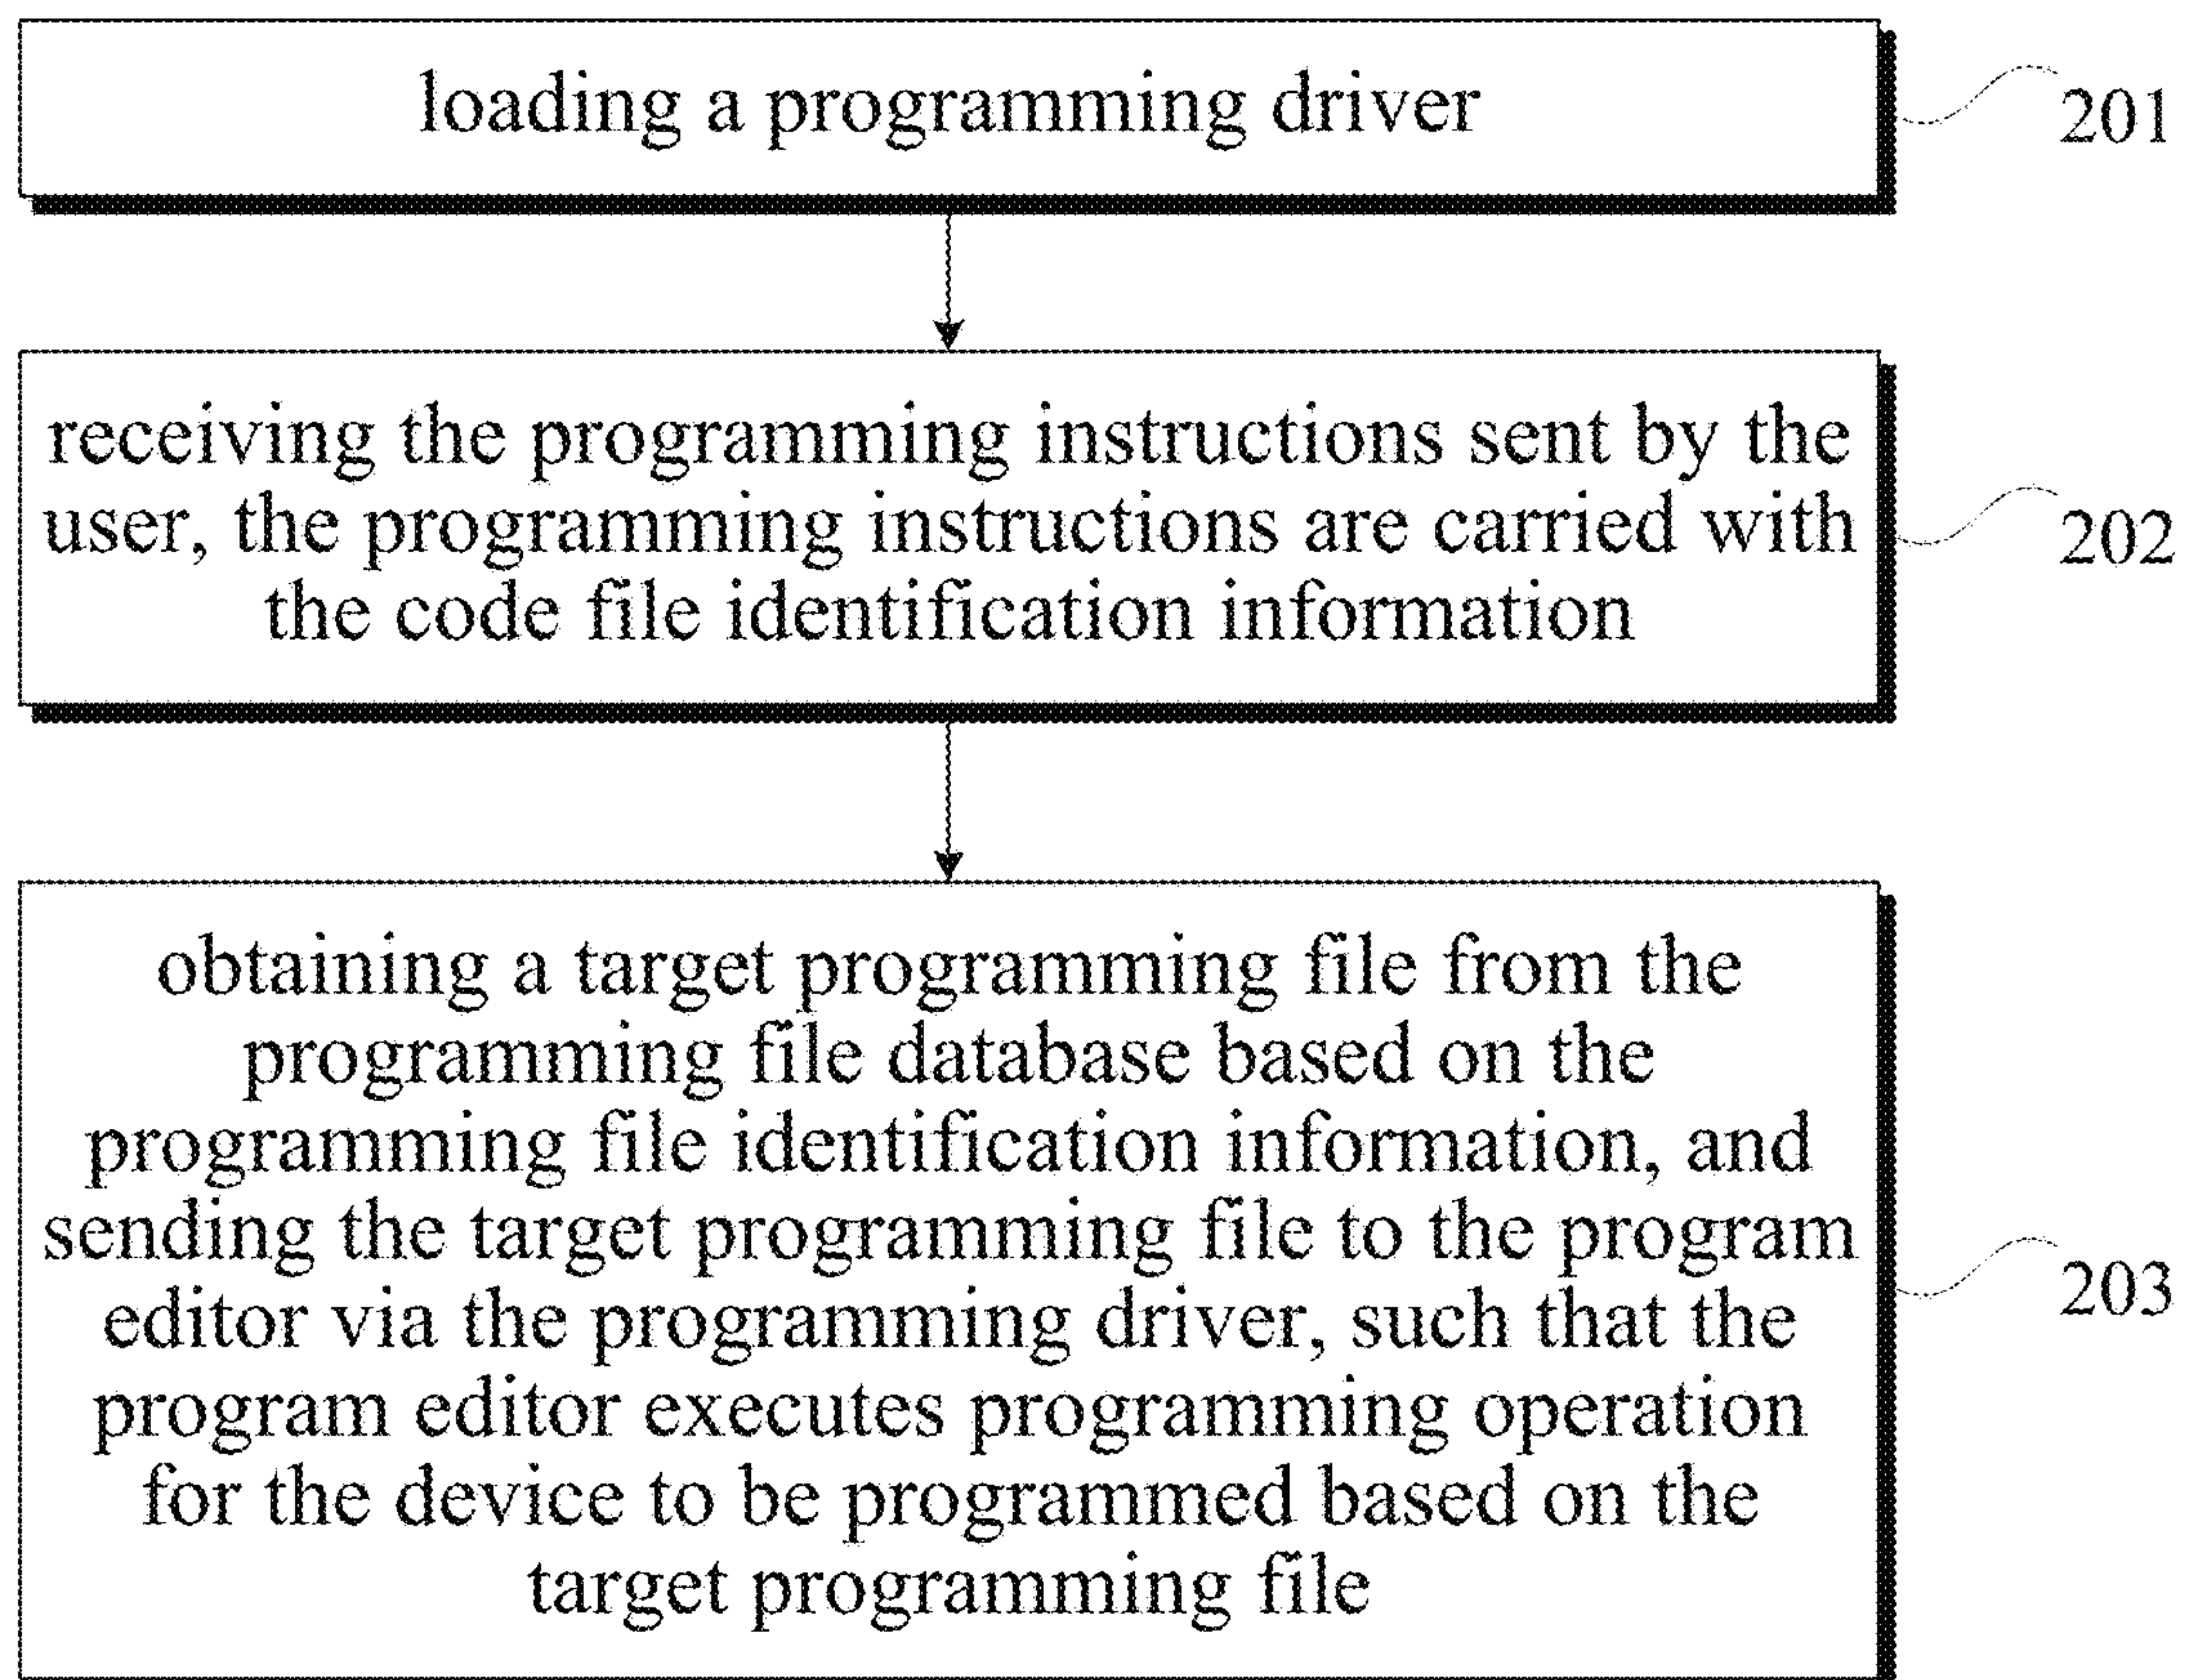 loading a programming driver
201
receiving the programming instructions sent by the
user, the programming instructions are carried with
the code file identification information
202
obtaining a target programming file from the
programming file database based on the
programming file identification information, and
sending the target programming file to the program
editor via the programming driver, such that the
program editor executes programming operation
for the device to be programmed based on the
target programming file
203